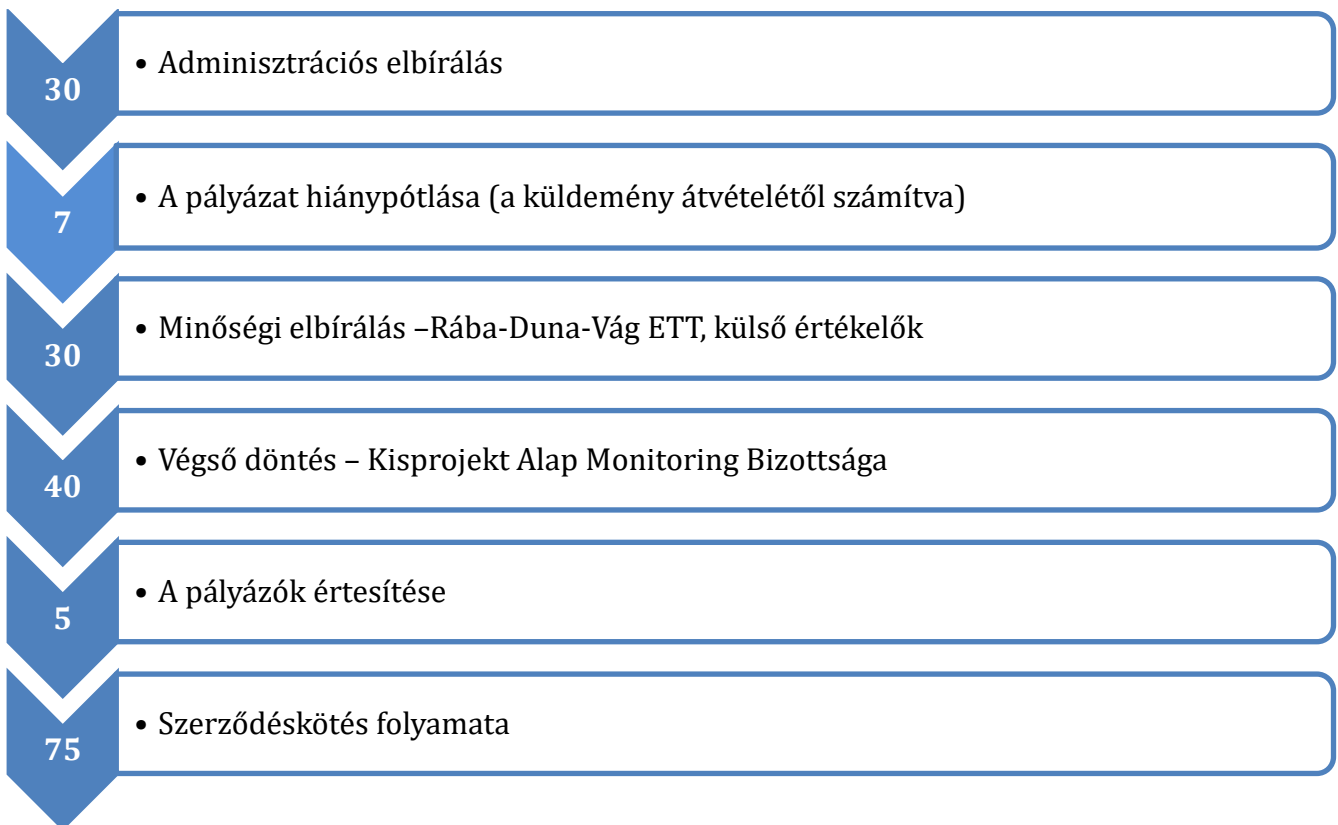 30
• Adminisztrációs elbírálás
7
• A pályázat hiánypótlása (a küldemény átvételétől számítva)
30
• Minőségi elbírálás –Rába-Duna-Vág ETT, külső értékelők
40
• Végső döntés – Kisprojekt Alap Monitoring Bizottsága
5
• A pályázók értesítése
75
• Szerződéskötés folyamata